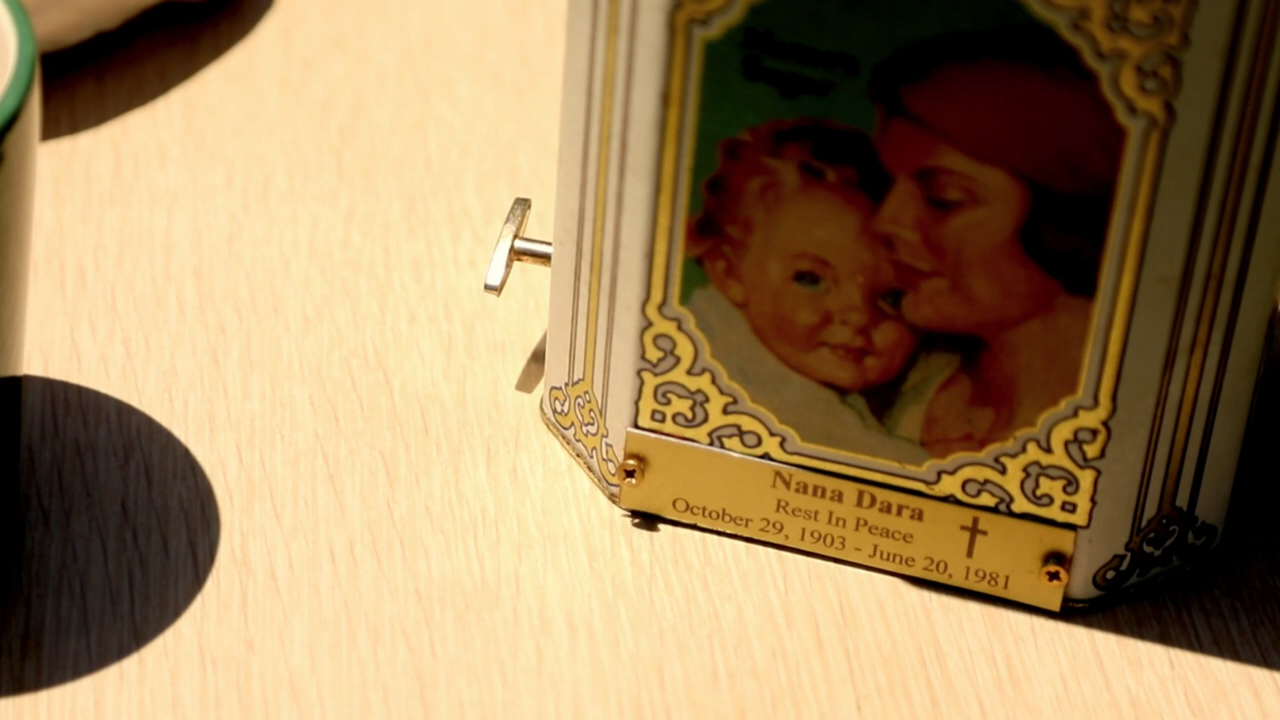 Nana Dara
Rest In Peace
October 29, 1903 - June 20, 1981